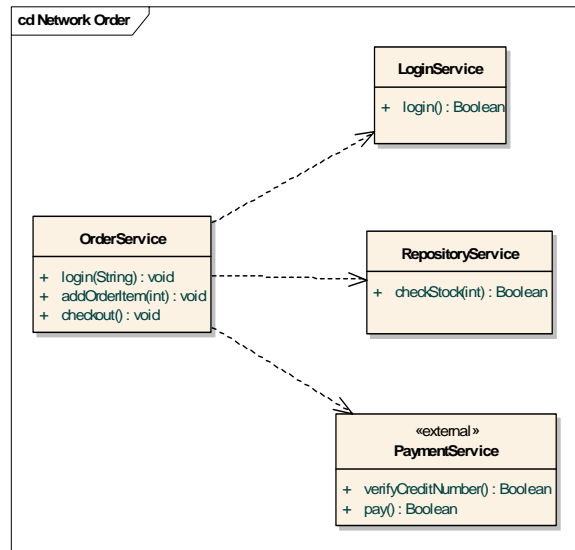 cd Network Order
LoginService
+ login() : Boolean
OrderService
+ login(String) : void
+ addOrderItem(int) : void
+ checkout() : void
RepositoryService
+ checkStock(int) : Boolean
«external»
PaymentService
+ verifyCreditNumber() : Boolean
+ pay() : Boolean